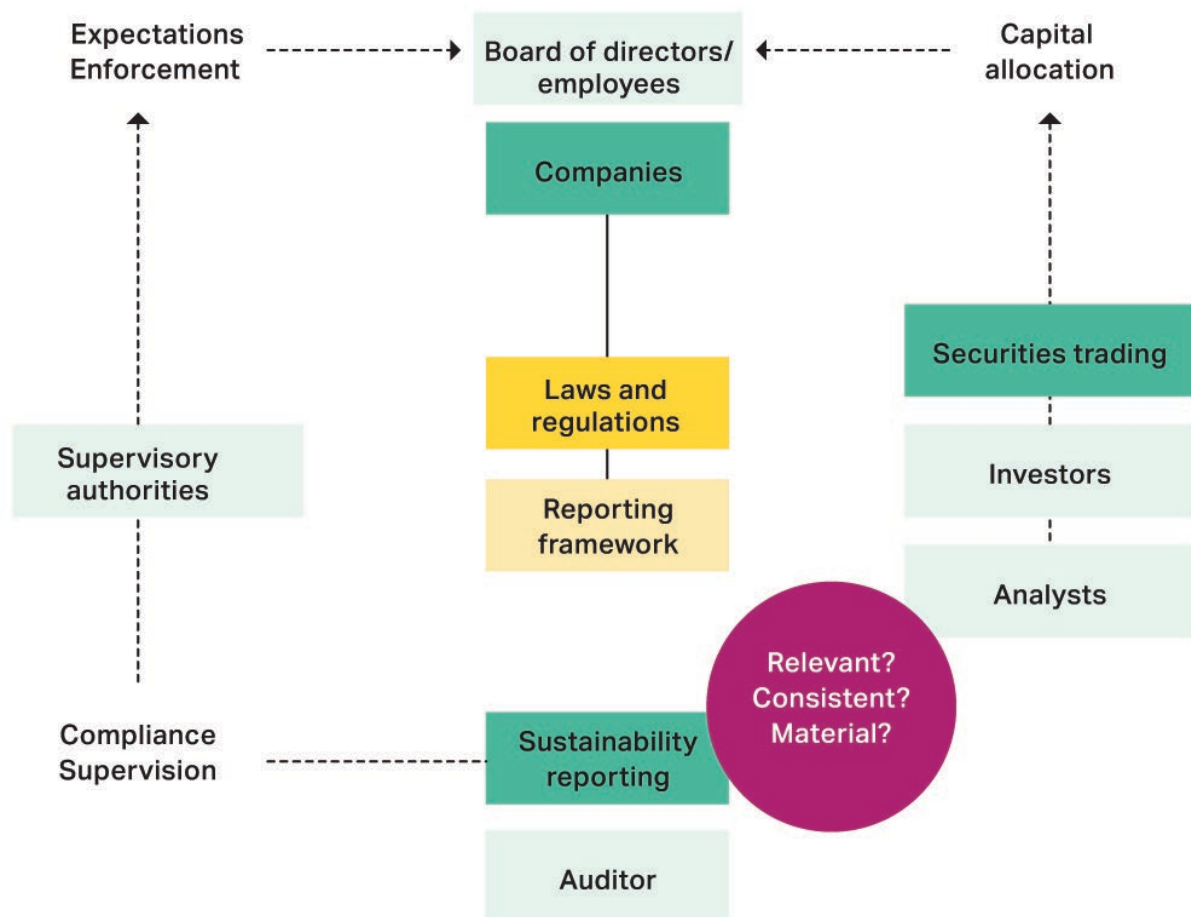 Expectations
Enforcement
Board of directors/
employees
Capital
allocation
Companies
Securities trading
Laws and
regulations
Supervisory
authorities
Investors
Reporting
framework
Analysts
Relevant?
Consistent?
Material?
Compliance
Supervision
Sustainability
reporting
Auditor